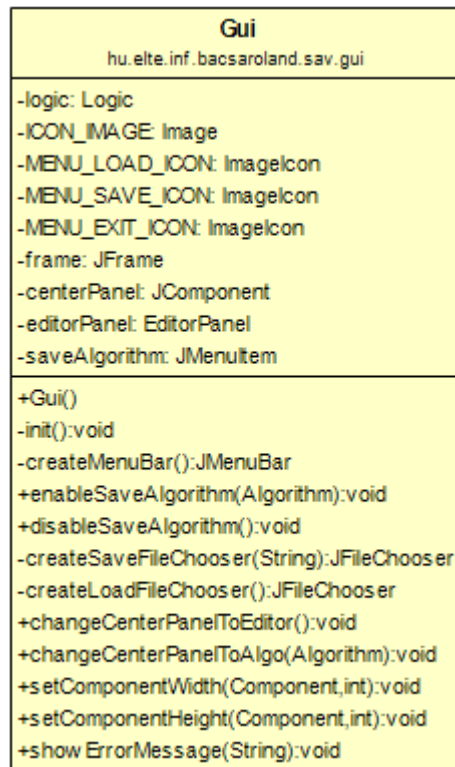 Gui
hu.elte.inf.bacsaroland.sav.gui
-logic: Logic
-ICON_IMAGE: Image
-MENU_LOAD_ICON: ImageIcon
-MENU_SAVE_ICON: ImageIcon
-MENU_EXIT_ICON: ImageIcon
-frame: JFrame
-centerPanel: JComponent
-editorPanel: EditorPanel
-saveAlgorithm: JMenuItem
+Gui()
-init():void
-createMenuBar():JMenuBar
+enableSaveAlgorithm(Algorithm):void
+disableSaveAlgorithm():void
-createSaveFileChooser(String):JFileChooser
-createLoadFileChooser():JFileChooser
+changeCenterPanelToEditor():void
+changeCenterPanelToAlgo(Algorithm):void
+setComponentWidth(Component,int):void
+setComponentHeight(Component,int):void
+showErrorMessage(String):void